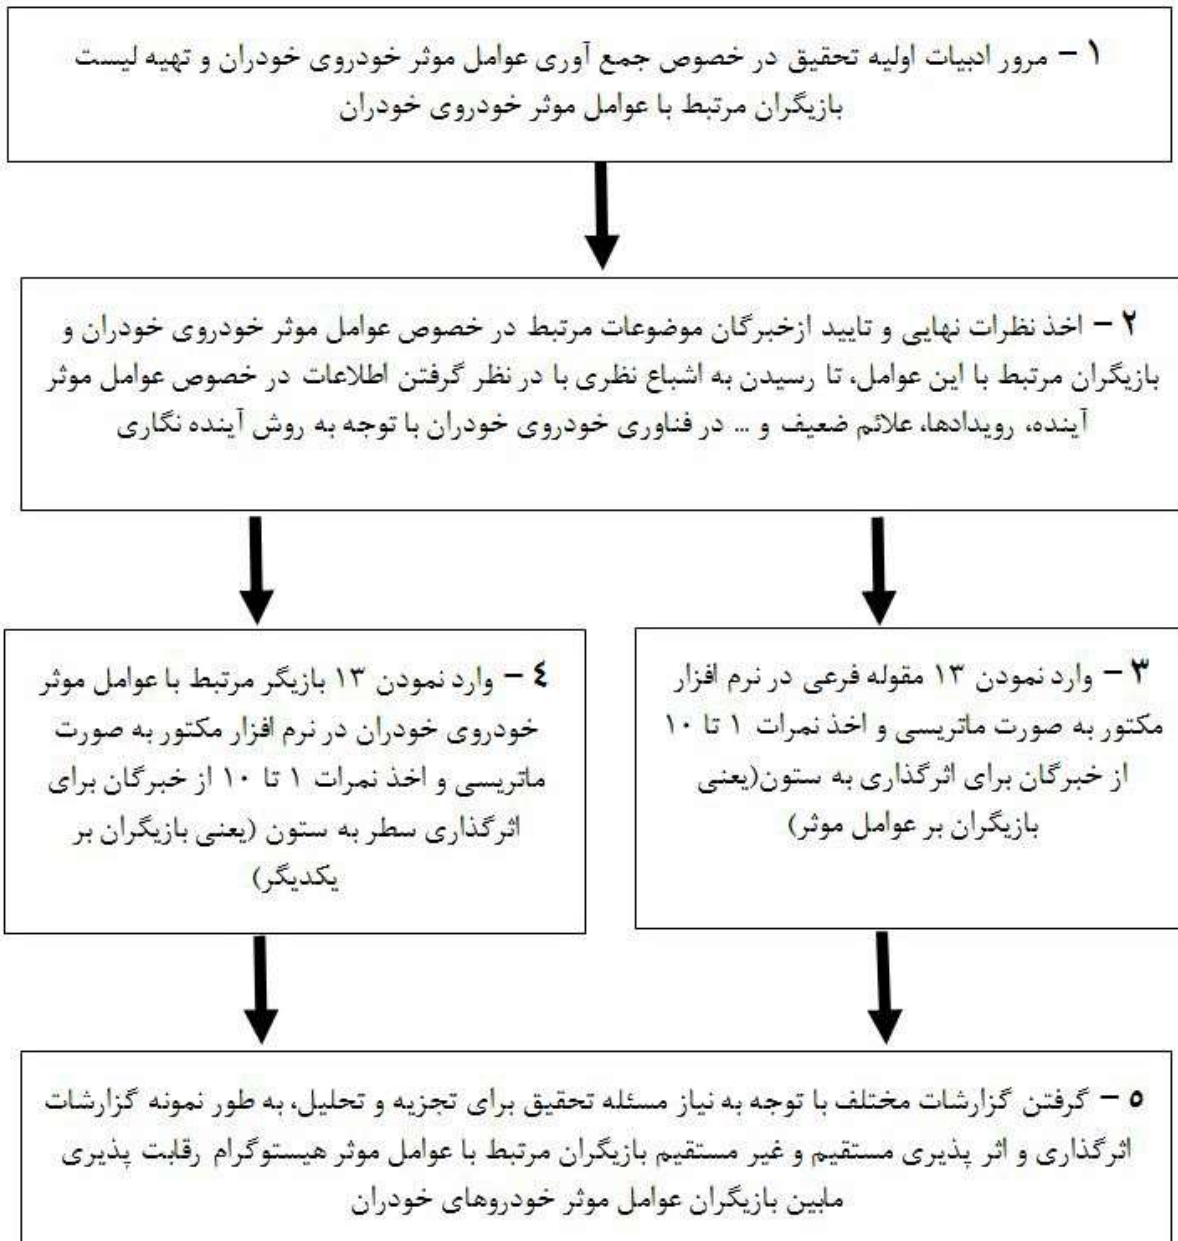 ۱ – مرور ادبیات اولیه تحقیق در خصوص جمع آوری عوامل موثر خودروی خودران و تهیه لیست
بازیگران مرتبط با عوامل موثر خودروی خودران
۲ – اخذ نظرات نهایی و تایید ازخبرگان موضوعات مرتبط در خصوص عوامل موثر خودروی خودران و
بازیگران مرتبط با این عوامل، تا رسیدن به اشباع نظری با در نظر گرفتن اطلاعات در خصوص عوامل موثر
آینده، رویدادها، علائم ضعیف و ... در فناوری خودروی خودران با توجه به روش آینده نگاری
۳ – وارد نمودن ۱۳ مقوله فرعی در نرم افزار
مکتور به صورت ماتریسی و اخذ نمرات ۱ تا ۱۰
از خبرگان برای اثرگذاری به ستون(یعنی
بازیگران بر عوامل موثر)
۴ – وارد نمودن ۱۳ بازیگر مرتبط با عوامل موثر
خودروی خودران در نرم افزار مکتور به صورت
ماتریسی و اخذ نمرات ۱ تا ۱۰ از خبرگان برای
اثرگذاری سطر به ستون (یعنی بازیگران بر
یکدیگر)
۵ – گرفتن گزارشات مختلف با توجه به نیاز مسئله تحقیق برای تجزیه و تحلیل، به طور نمونه گزارشات
اثرگذاری و اثر پذیری مستقیم و غیر مستقیم بازیگران مرتبط با عوامل موثر هیستوگرام رقابت پذیری
مابین بازیگران عوامل موثر خودروهای خودران